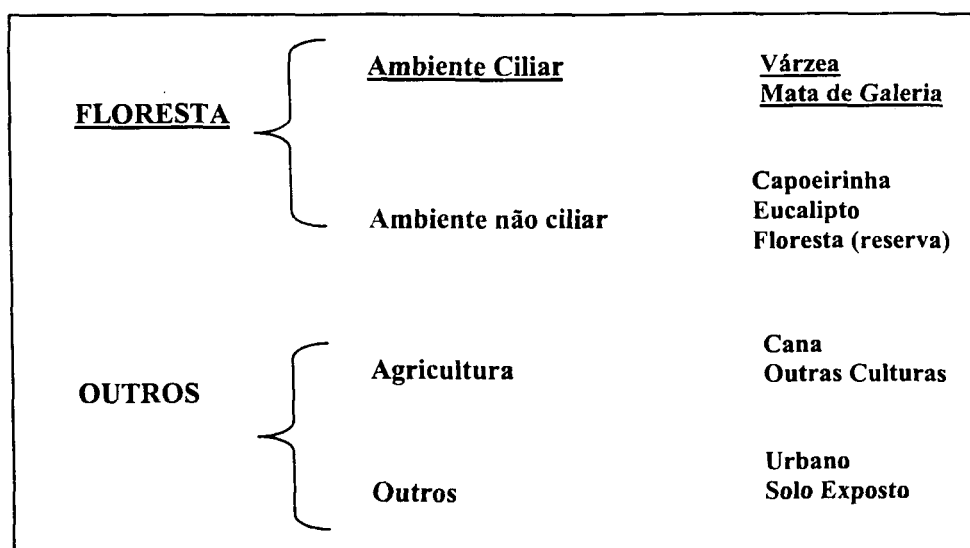 FLORESTA
Ambiente Ciliar
Várzea
Mata de Galeria
Ambiente não ciliar
Capoeirinha
Eucalipto
Floresta (reserva)
OUTROS
Agricultura
Cana
Outras Culturas
Outros
Urbano
Solo Exposto